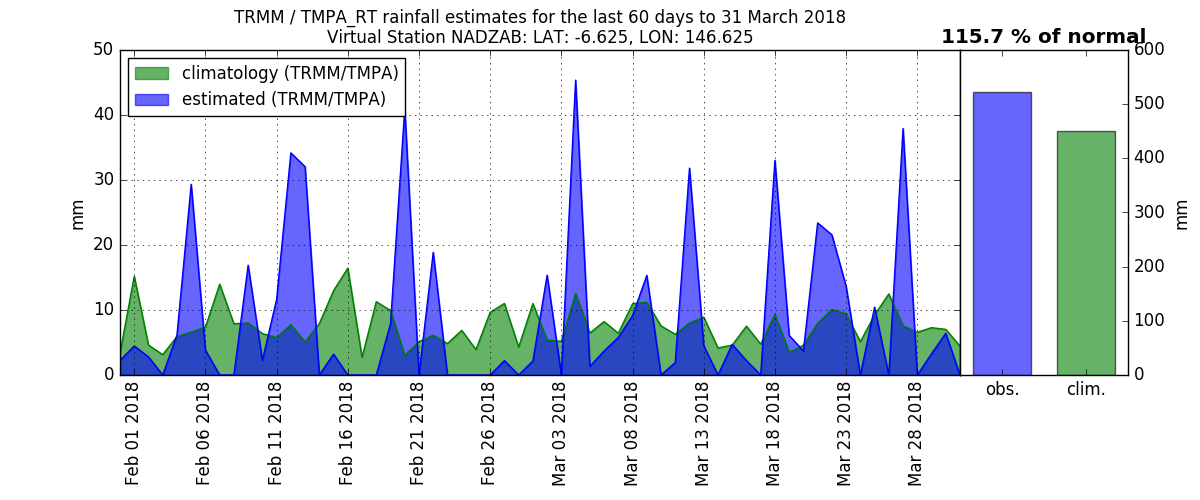 TRMM / TMPA_RT rainfall estimates for the last 60 days to 31 March 2018
Virtual Station NADZAB: LAT: -6.625, LON: 146.625
115.7 % of normal
climatology (TRMM/TMPA)
estimated (TRMM/TMPA)
50
40
30
20
10
0
mm
600
500
400
300
200
100
0
mm
Feb 01 2018
Feb 06 2018
Feb 11 2018
Feb 16 2018
Feb 21 2018
Feb 26 2018
Mar 03 2018
Mar 08 2018
Mar 13 2018
Mar 18 2018
Mar 23 2018
Mar 28 2018
obs.
clim.